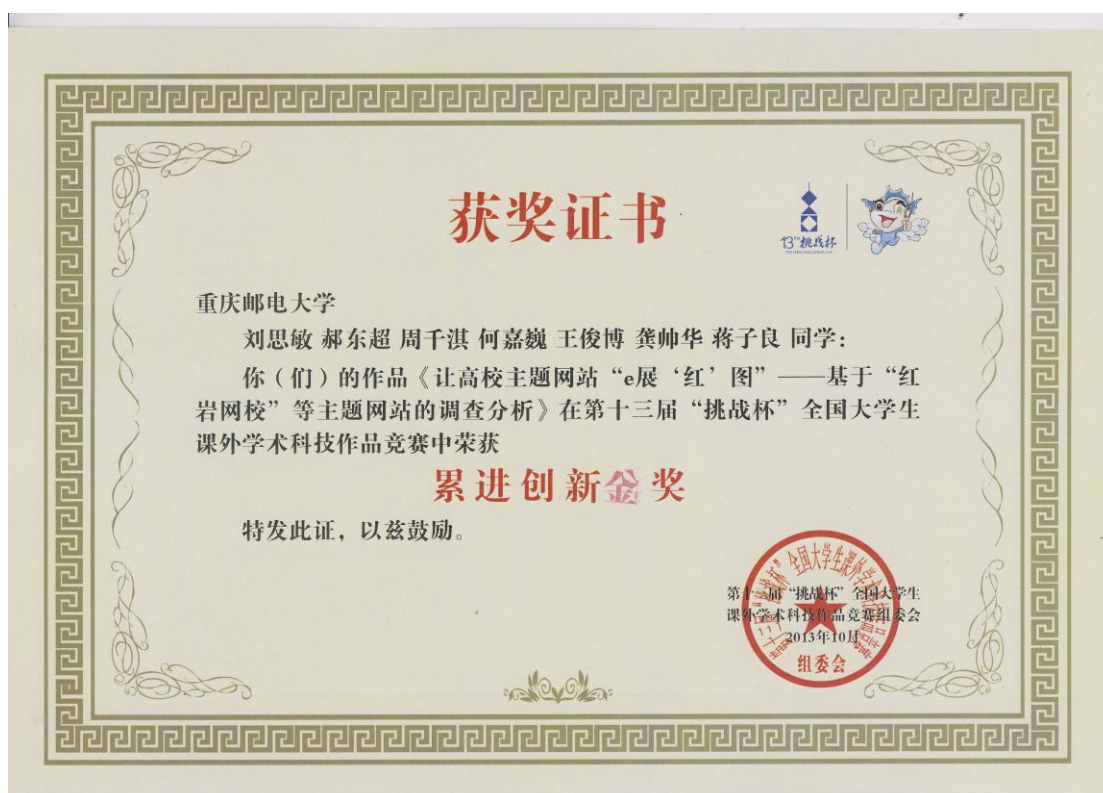 获奖证书
13TH 挑战杯
重庆邮电大学
刘思敏 郝东超 周千淇 何嘉巍 王俊博 龚帅华 蒋子良 同学：
你（们）的作品《让高校主题网站“e展‘红’图”——基于“红
岩网校”等主题网站的调查分析》在第十三届“挑战杯”全国大学生
课外学术科技作品竞赛中荣获
累进创新金奖
特发此证，以兹鼓励。
第十三届“挑战杯”全国大学生
课外学术科技作品竞赛组委会
2013年10月
组委会